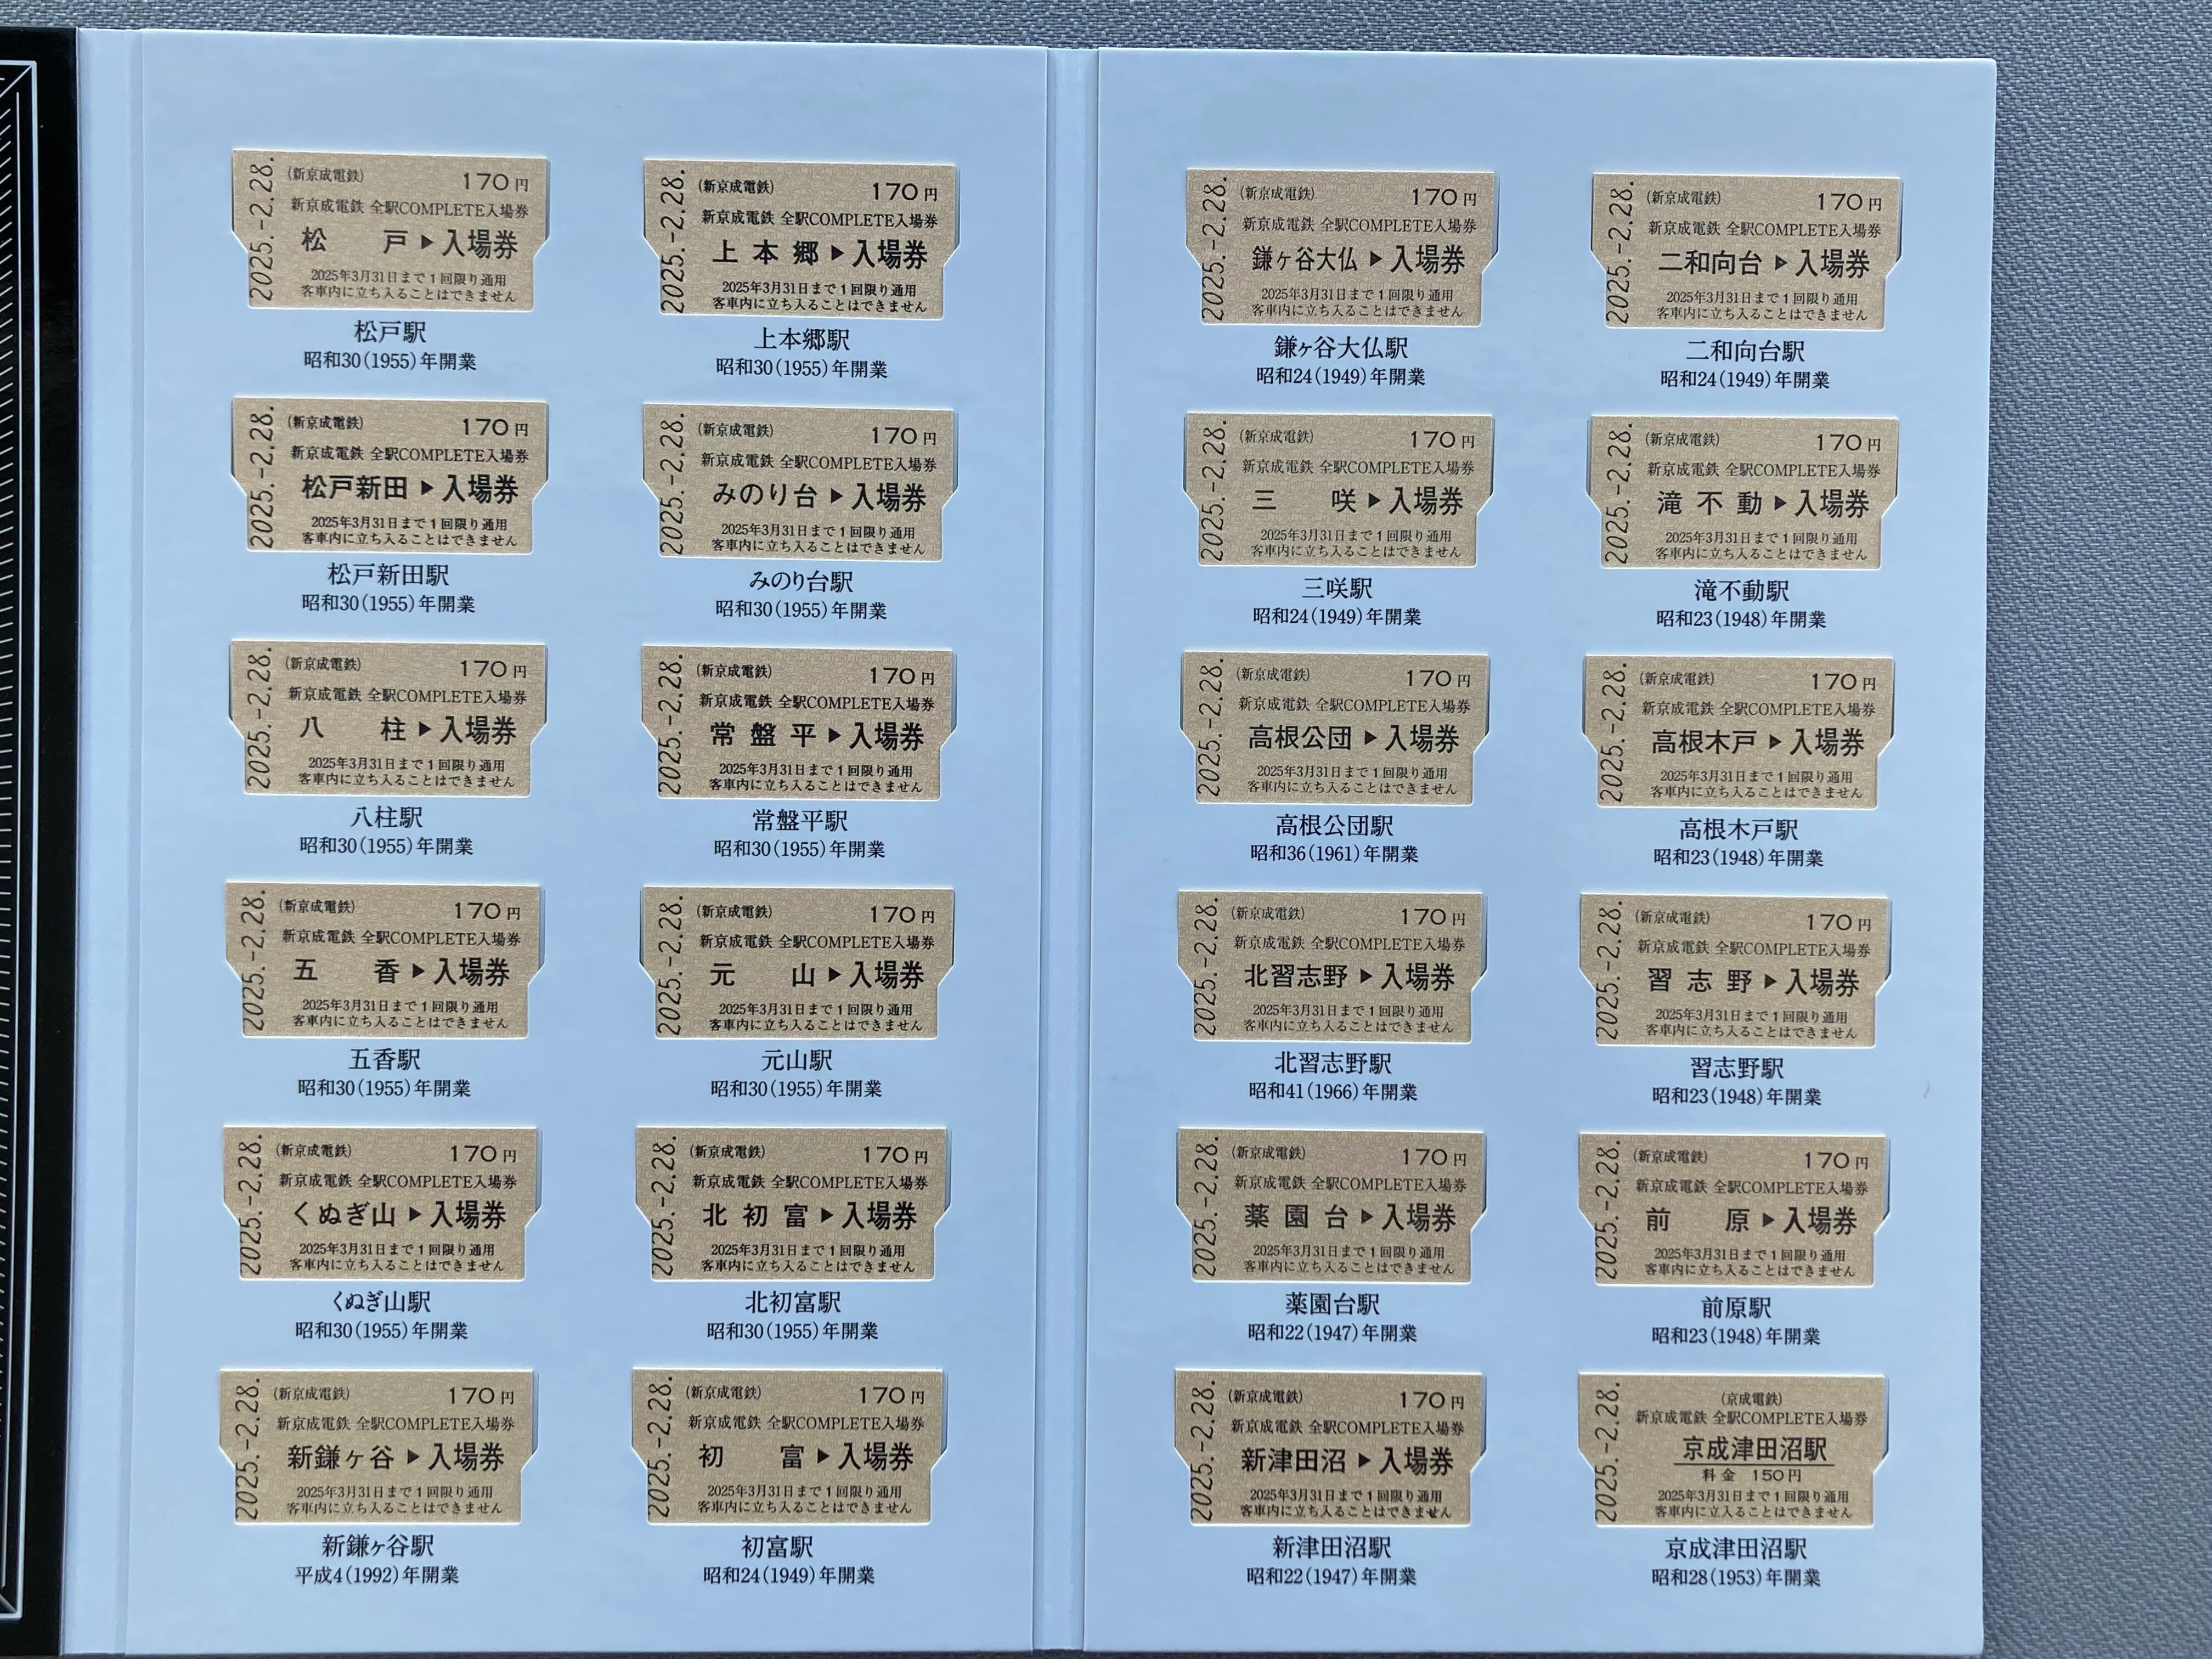 2025.-2.28.
(新京成電鉄) 170円
新京成電鉄 全駅COMPLETE入場券
松戸▶入場券
2025年3月31日まで1回限り通用
客車内に立ち入ることはできません
松戸駅
昭和30(1955)年開業
2025.-2.28.
(新京成電鉄) 170円
新京成電鉄 全駅COMPLETE入場券
上本郷▶入場券
2025年3月31日まで1回限り通用
客車内に立ち入ることはできません
上本郷駅
昭和30(1955)年開業
2025.-2.28.
(新京成電鉄) 170円
新京成電鉄 全駅COMPLETE入場券
松戸新田▶入場券
2025年3月31日まで1回限り通用
客車内に立ち入ることはできません
松戸新田駅
昭和30(1955)年開業
2025.-2.28.
(新京成電鉄) 170円
新京成電鉄 全駅COMPLETE入場券
みのり台▶入場券
2025年3月31日まで1回限り通用
客車内に立ち入ることはできません
みのり台駅
昭和30(1955)年開業
2025.-2.28.
(新京成電鉄) 170円
新京成電鉄 全駅COMPLETE入場券
八柱▶入場券
2025年3月31日まで1回限り通用
客車内に立ち入ることはできません
八柱駅
昭和30(1955)年開業
2025.-2.28.
(新京成電鉄) 170円
新京成電鉄 全駅COMPLETE入場券
常盤平▶入場券
2025年3月31日まで1回限り通用
客車内に立ち入ることはできません
常盤平駅
昭和30(1955)年開業
2025.-2.28.
(新京成電鉄) 170円
新京成電鉄 全駅COMPLETE入場券
五香▶入場券
2025年3月31日まで1回限り通用
客車内に立ち入ることはできません
五香駅
昭和30(1955)年開業
2025.-2.28.
(新京成電鉄) 170円
新京成電鉄 全駅COMPLETE入場券
元山▶入場券
2025年3月31日まで1回限り通用
客車内に立ち入ることはできません
元山駅
昭和30(1955)年開業
2025.-2.28.
(新京成電鉄) 170円
新京成電鉄 全駅COMPLETE入場券
くぬぎ山▶入場券
2025年3月31日まで1回限り通用
客車内に立ち入ることはできません
くぬぎ山駅
昭和30(1955)年開業
2025.-2.28.
(新京成電鉄) 170円
新京成電鉄 全駅COMPLETE入場券
北初富▶入場券
2025年3月31日まで1回限り通用
客車内に立ち入ることはできません
北初富駅
昭和30(1955)年開業
2025.-2.28.
(新京成電鉄) 170円
新京成電鉄 全駅COMPLETE入場券
新鎌ヶ谷▶入場券
2025年3月31日まで1回限り通用
客車内に立ち入ることはできません
新鎌ヶ谷駅
平成4(1992)年開業
2025.-2.28.
(新京成電鉄) 170円
新京成電鉄 全駅COMPLETE入場券
初富▶入場券
2025年3月31日まで1回限り通用
客車内に立ち入ることはできません
初富駅
昭和24(1949)年開業
2025.-2.28.
(新京成電鉄) 170円
新京成電鉄 全駅COMPLETE入場券
鎌ヶ谷大仏▶入場券
2025年3月31日まで1回限り通用
客車内に立ち入ることはできません
鎌ヶ谷大仏駅
昭和24(1949)年開業
2025.-2.28.
(新京成電鉄) 170円
新京成電鉄 全駅COMPLETE入場券
二和向台▶入場券
2025年3月31日まで1回限り通用
客車内に立ち入ることはできません
二和向台駅
昭和24(1949)年開業
2025.-2.28.
(新京成電鉄) 170円
新京成電鉄 全駅COMPLETE入場券
三咲▶入場券
2025年3月31日まで1回限り通用
客車内に立ち入ることはできません
三咲駅
昭和24(1949)年開業
2025.-2.28.
(新京成電鉄) 170円
新京成電鉄 全駅COMPLETE入場券
滝不動▶入場券
2025年3月31日まで1回限り通用
客車内に立ち入ることはできません
滝不動駅
昭和23(1948)年開業
2025.-2.28.
(新京成電鉄) 170円
新京成電鉄 全駅COMPLETE入場券
高根公団▶入場券
2025年3月31日まで1回限り通用
客車内に立ち入ることはできません
高根公団駅
昭和36(1961)年開業
2025.-2.28.
(新京成電鉄) 170円
新京成電鉄 全駅COMPLETE入場券
高根木戸▶入場券
2025年3月31日まで1回限り通用
客車内に立ち入ることはできません
高根木戸駅
昭和23(1948)年開業
2025.-2.28.
(新京成電鉄) 170円
新京成電鉄 全駅COMPLETE入場券
北習志野▶入場券
2025年3月31日まで1回限り通用
客車内に立ち入ることはできません
北習志野駅
昭和41(1966)年開業
2025.-2.28.
(新京成電鉄) 170円
新京成電鉄 全駅COMPLETE入場券
習志野▶入場券
2025年3月31日まで1回限り通用
客車内に立ち入ることはできません
習志野駅
昭和23(1948)年開業
2025.-2.28.
(新京成電鉄) 170円
新京成電鉄 全駅COMPLETE入場券
薬園台▶入場券
2025年3月31日まで1回限り通用
客車内に立ち入ることはできません
薬園台駅
昭和22(1947)年開業
2025.-2.28.
(新京成電鉄) 170円
新京成電鉄 全駅COMPLETE入場券
前原▶入場券
2025年3月31日まで1回限り通用
客車内に立ち入ることはできません
前原駅
昭和23(1948)年開業
2025.-2.28.
(新京成電鉄) 170円
新京成電鉄 全駅COMPLETE入場券
新津田沼▶入場券
2025年3月31日まで1回限り通用
客車内に立ち入ることはできません
新津田沼駅
昭和22(1947)年開業
2025.-2.28.
(京成電鉄)
新京成電鉄 全駅COMPLETE入場券
京成津田沼駅
料金 150円
2025年3月31日まで1回限り通用
客車内に立ち入ることはできません
京成津田沼駅
昭和28(1953)年開業